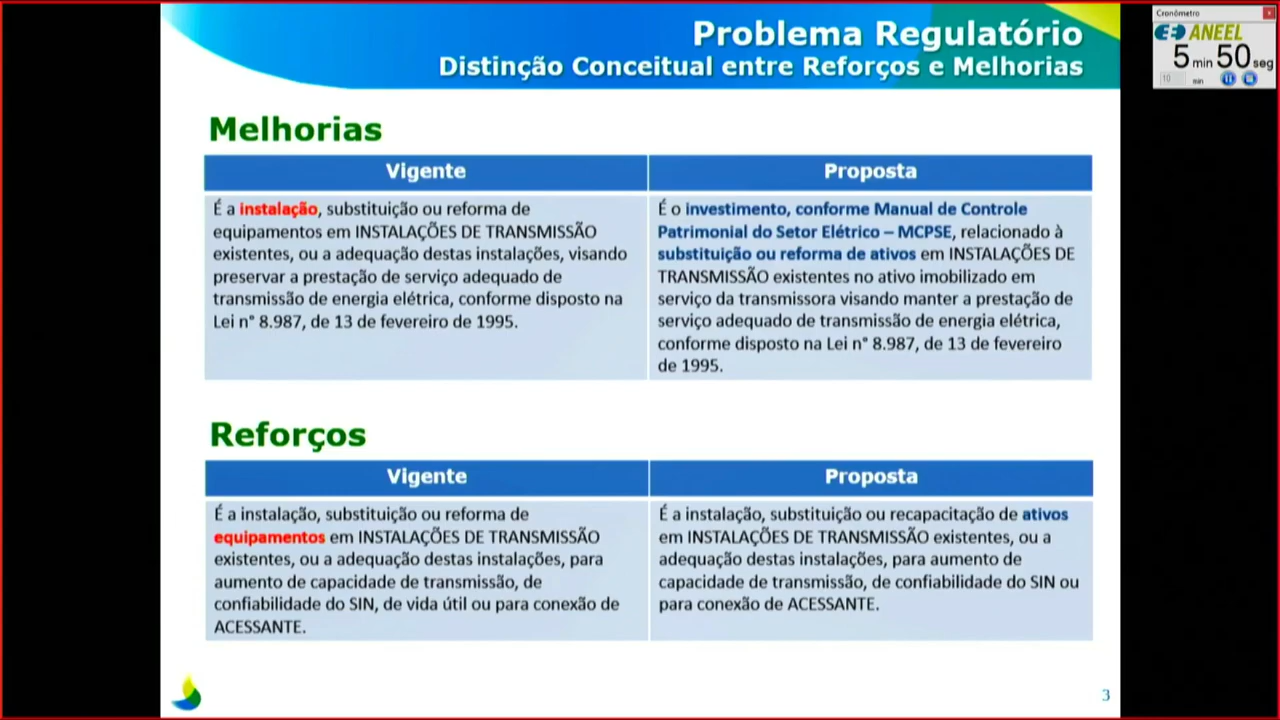 Problema Regulatório
Distinção Conceitual entre Reforços e Melhorias
Cronômetro
ANEEL
5 min 50 seg
10 min
Melhorias
Vigente
É a instalação, substituição ou reforma de
equipamentos em INSTALAÇÕES DE TRANSMISSÃO
existentes, ou a adequação destas instalações, visando
preservar a prestação de serviço adequado de
transmissão de energia elétrica, conforme disposto na
Lei n° 8.987, de 13 de fevereiro de 1995.
Proposta
É o investimento, conforme Manual de Controle
Patrimonial do Setor Elétrico – MCPSE, relacionado à
substituição ou reforma de ativos em INSTALAÇÕES DE
TRANSMISSÃO existentes no ativo imobilizado em
serviço da transmissora visando manter a prestação de
serviço adequado de transmissão de energia elétrica,
conforme disposto na Lei n° 8.987, de 13 de fevereiro
de 1995.
Reforços
Vigente
É a instalação, substituição ou reforma de
equipamentos em INSTALAÇÕES DE TRANSMISSÃO
existentes, ou a adequação destas instalações, para
aumento de capacidade de transmissão, de
confiabilidade do SIN, de vida útil ou para conexão de
ACESSANTE.
Proposta
É a instalação, substituição ou recapacitação de ativos
em INSTALAÇÕES DE TRANSMISSÃO existentes, ou a
adequação destas instalações, para aumento de
capacidade de transmissão, de confiabilidade do SIN ou
para conexão de ACESSANTE.
3